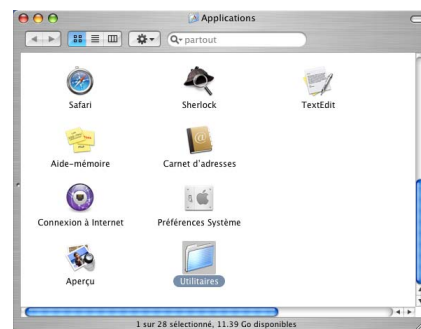 Applications
partout
Safari
Sherlock
TextEdit
Aide-mémoire
Carnet d'adresses
Connexion à Internet
Préférences Système
Aperçu
Utilitaires
1 sur 28 sélectionné, 11.39 Go disponibles